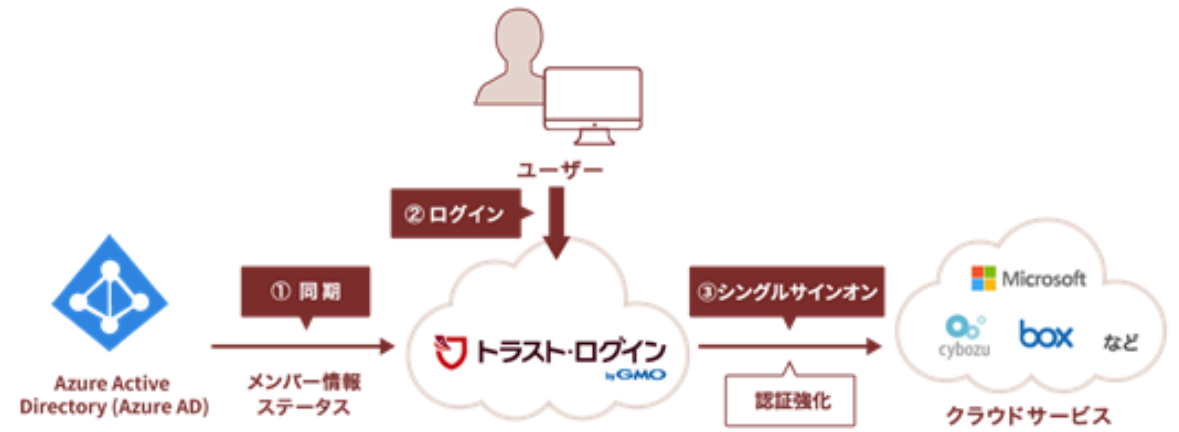 ユーザー
② ログイン
① 同期
③シングルサインオン
Microsoft
cybozu
box
など
トラスト・ログイン
by GMO
Azure Active
Directory (Azure AD)
メンバー情報
ステータス
認証強化
クラウドサービス